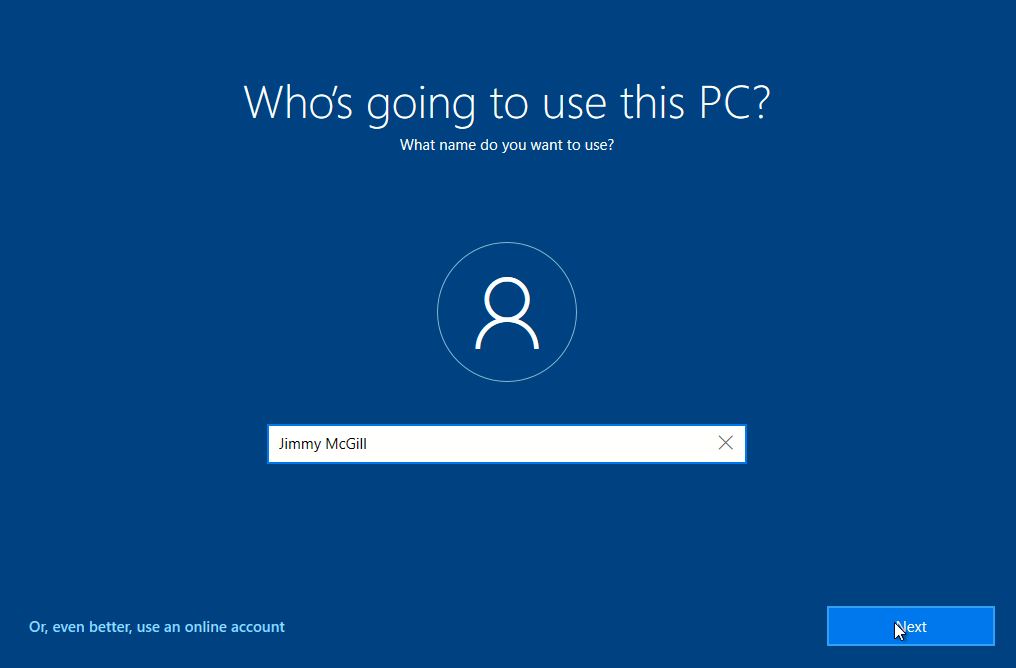 Who's going to use this PC?
What name do you want to use?
Jimmy McGill
Or, even better, use an online account
Next